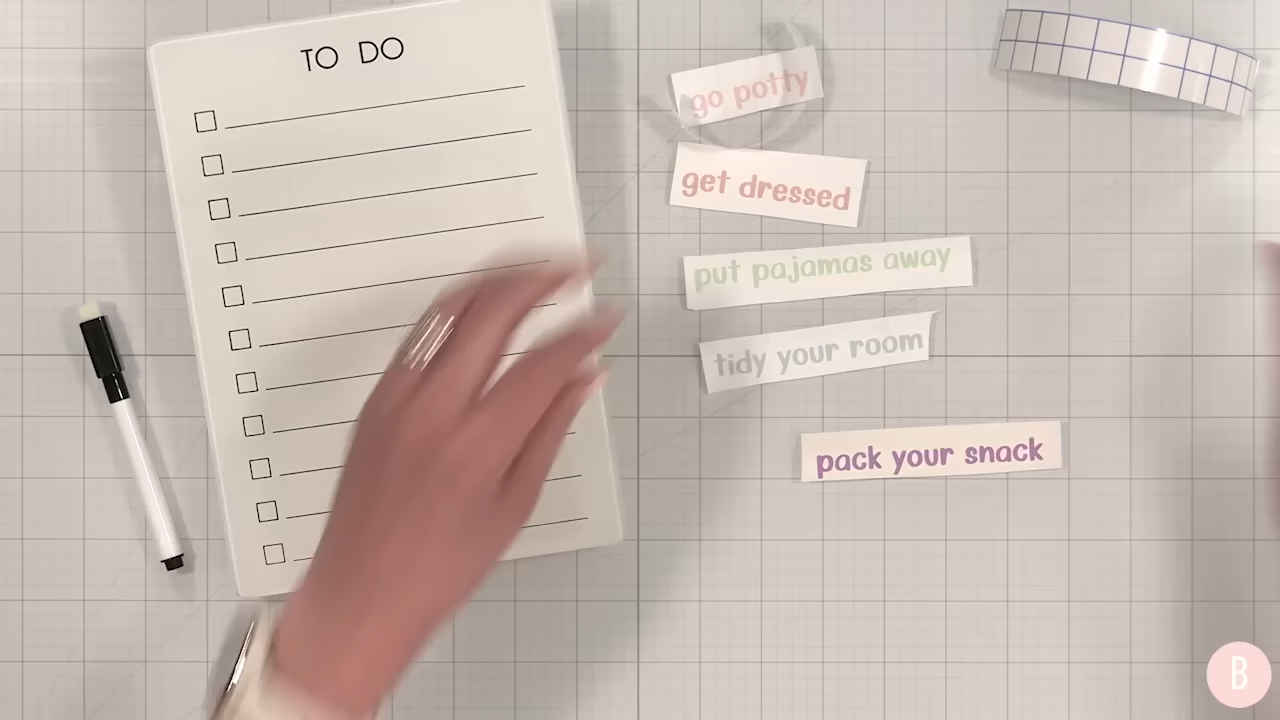 TO DO
go potty
get dressed
put pajamas away
tidy your room
pack your snack
B